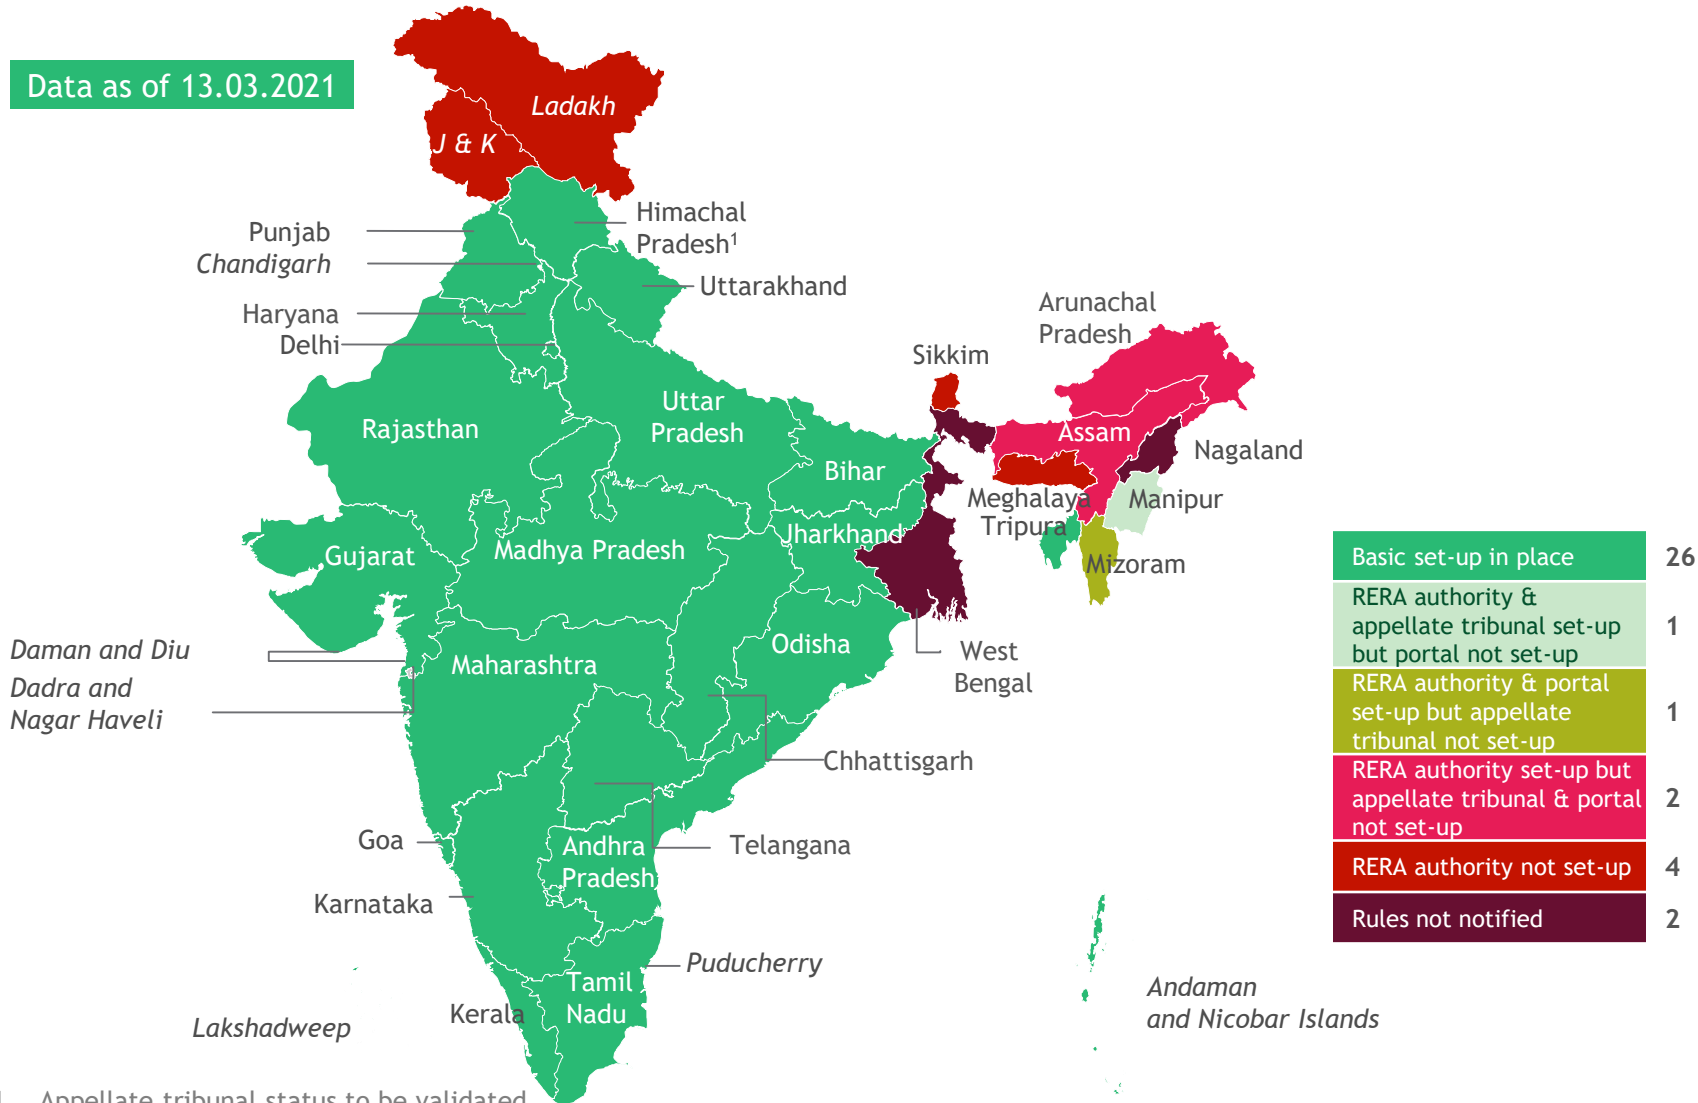 Data as of 13.03.2021
Ladakh
J & K
Himachal
Pradesh¹
Punjab
Chandigarh
Uttarakhand
Haryana
Delhi
Arunachal
Pradesh
Sikkim
Uttar
Pradesh
Rajasthan
Assam
Nagaland
Bihar
Meghalaya
Manipur
Tripura
Jharkhand
Gujarat
Madhya Pradesh
Mizoram
Odisha
Daman and Diu
Dadra and
Nagar Haveli
Maharashtra
West
Bengal
Chhattisgarh
Goa
Andhra
Pradesh
Telangana
Karnataka
Puducherry
Tamil
Nadu
Kerala
Lakshadweep
Andaman
and Nicobar Islands
Basic set-up in place 26
RERA authority &
appellate tribunal set-up 1
but portal not set-up
RERA authority & portal
set-up but appellate 1
tribunal not set-up
RERA authority set-up but
appellate tribunal & portal 2
not set-up
RERA authority not set-up 4
Rules not notified 2
Appellate tribunal status to be validated